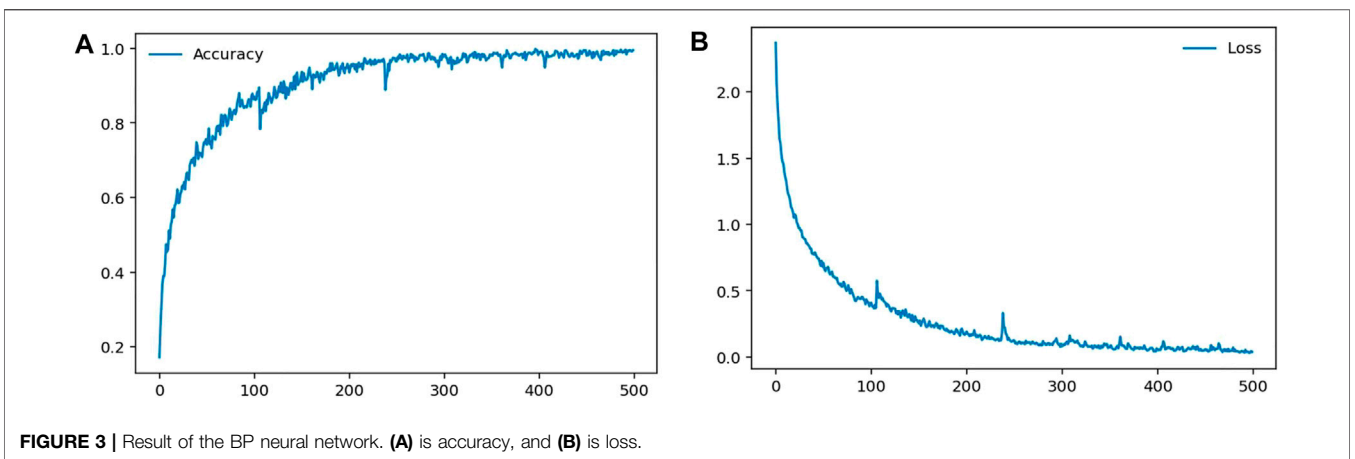 A
Accuracy
1.0
0.8
0.6
0.4
0.2
0 100 200 300 400 500
B
Loss
2.0
1.5
1.0
0.5
0.0
0 100 200 300 400 500
FIGURE 3 | Result of the BP neural network. (A) is accuracy, and (B) is loss.